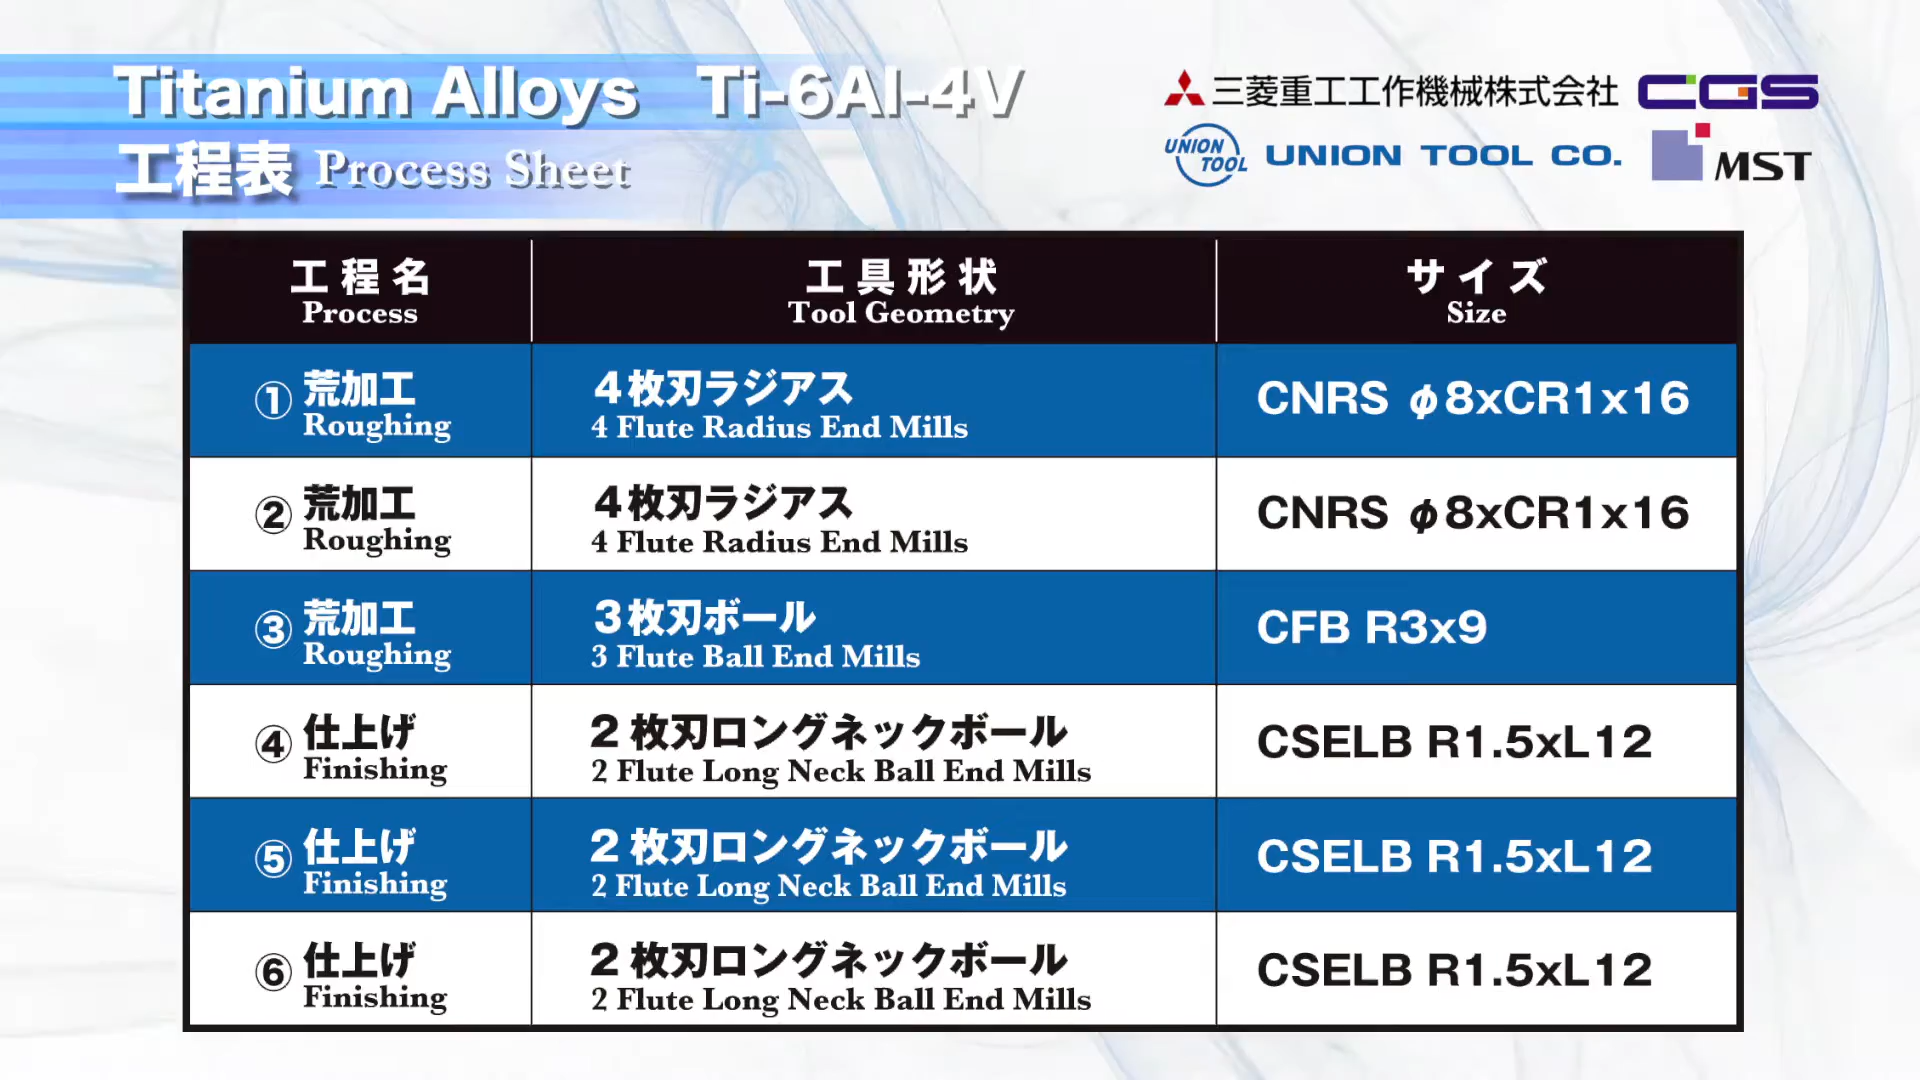 Titanium Alloys Ti-6Al-4V
工程表 Process Sheet
三菱重工工作機械株式会社 CGS
UNION TOOL UNION TOOL CO. MST
工程名 工具形状 サイズ
Process Tool Geometry Size
① 荒加工 4枚刃ラジアス CNRS φ8xCR1x16
Roughing 4 Flute Radius End Mills
② 荒加工 4枚刃ラジアス CNRS φ8xCR1x16
Roughing 4 Flute Radius End Mills
③ 荒加工 3枚刃ボール CFB R3x9
Roughing 3 Flute Ball End Mills
④ 仕上げ 2枚刃ロングネックボール CSELB R1.5xL12
Finishing 2 Flute Long Neck Ball End Mills
⑤ 仕上げ 2枚刃ロングネックボール CSELB R1.5xL12
Finishing 2 Flute Long Neck Ball End Mills
⑥ 仕上げ 2枚刃ロングネックボール CSELB R1.5xL12
Finishing 2 Flute Long Neck Ball End Mills